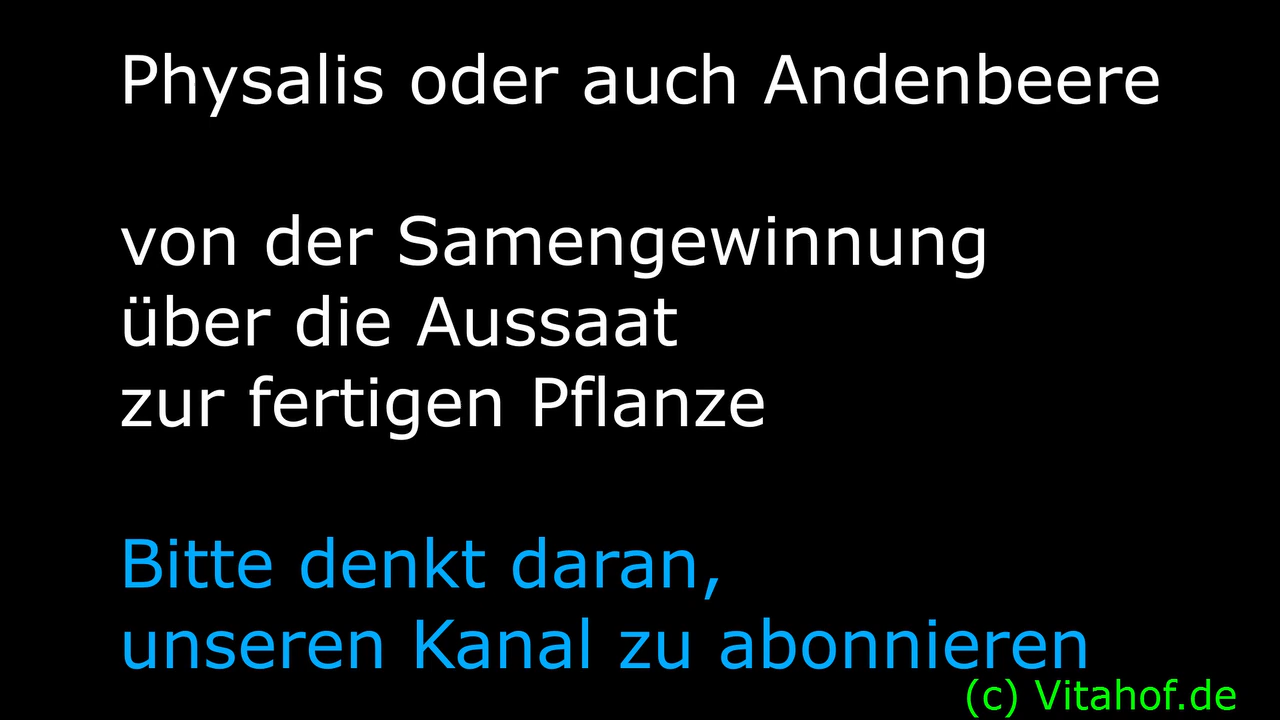 Physalis oder auch Andenbeere
von der Samengewinnung
über die Aussaat
zur fertigen Pflanze
Bitte denkt daran,
unseren Kanal zu abonnieren
(c) Vitahof.de